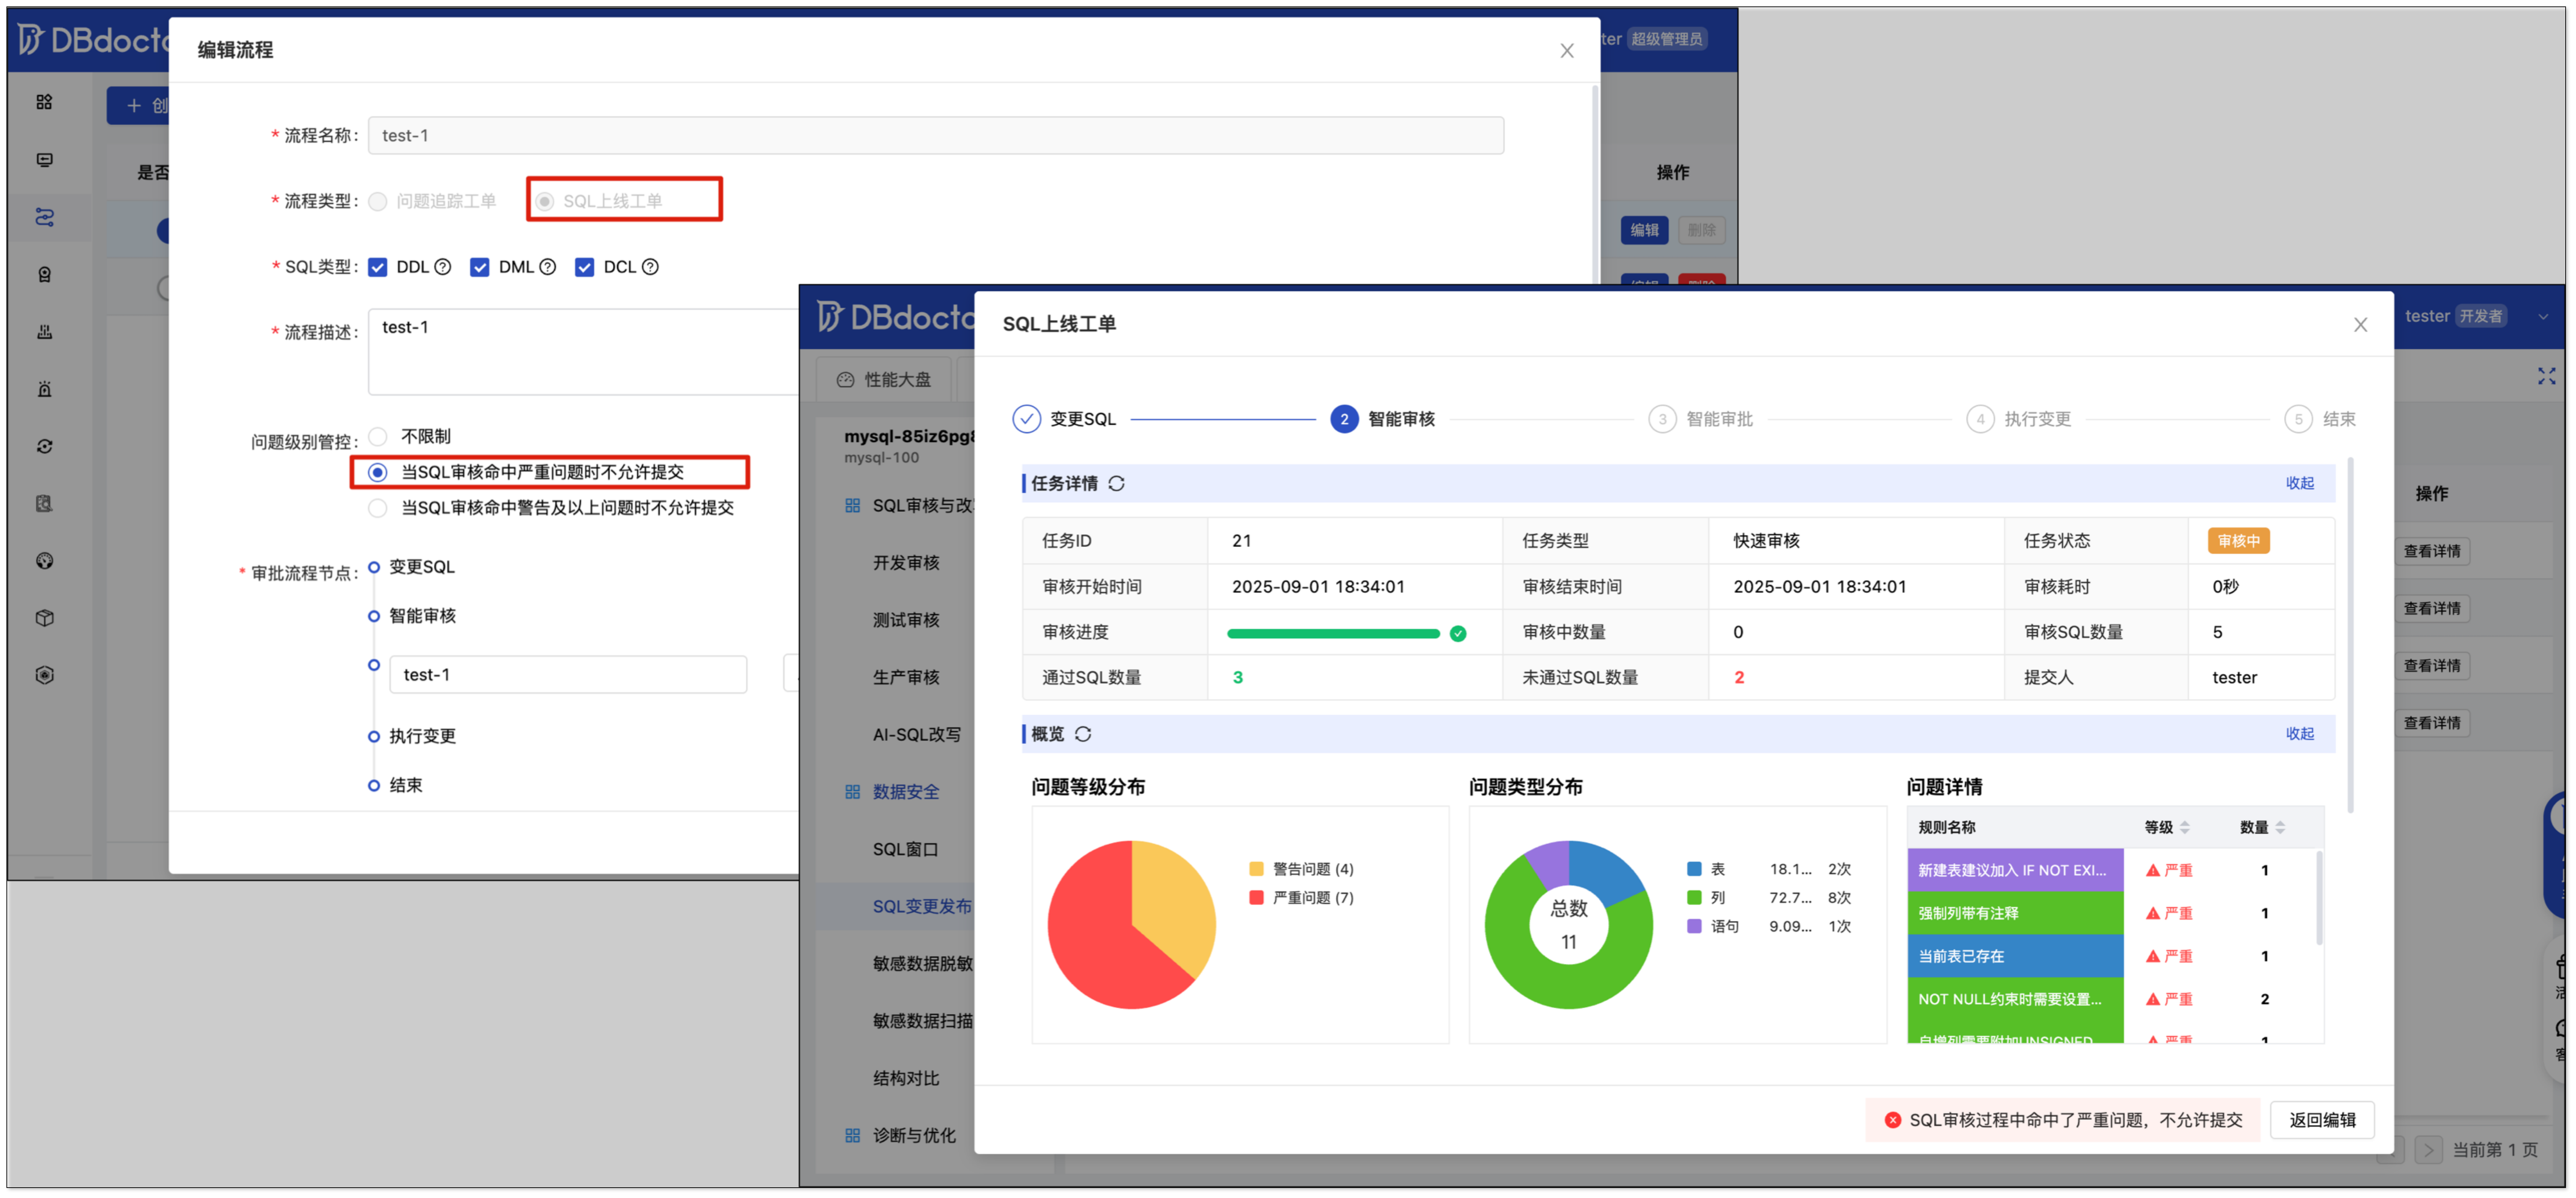 DBdoctor
编辑流程
ter 超级管理员
+ 创
* 流程名称: test-1
是否
操作
* 流程类型: 问题追踪工单 SQL上线工单
编辑 删除
* SQL类型: DDL DML DCL
编辑 删除
* 流程描述: test-1
问题级别管控: 不限制
当SQL审核命中严重问题时不允许提交
当SQL审核命中警告及以上问题时不允许提交
* 审批流程节点: 变更SQL
智能审核
test-1
执行变更
结束
DBdocto
SQL上线工单
tester 开发者
性能大盘
变更SQL 2 智能审核 3 智能审批 4 执行变更 5 结束
mysql-85iz6pg8
mysql-100
SQL审核与改
开发审核
测试审核
生产审核
AI-SQL改写
数据安全
SQL窗口
SQL变更发布
敏感数据脱敏
敏感数据扫描
结构对比
诊断与优化
任务详情 收起
任务ID 21 任务类型 快速审核 任务状态 审核中
审核开始时间 2025-09-01 18:34:01 审核结束时间 2025-09-01 18:34:01 审核耗时 0秒
审核进度 审核中数量 0 审核SQL数量 5
通过SQL数量 3 未通过SQL数量 2 提交人 tester
概览 收起
问题等级分布 问题类型分布 问题详情
警告问题 (4)
严重问题 (7)
总数
11
表 18.1... 2次
列 72.7... 8次
语句 9.09... 1次
规则名称 等级 数量
新建表建议加入 IF NOT EXI... 严重 1
强制列带有注释 严重 1
当前表已存在 严重 1
NOT NULL约束时需要设置... 严重 2
自增列需要附加UNSIGNED 严重 1
SQL审核过程中命中了严重问题，不允许提交 返回编辑
操作
查看详情
查看详情
查看详情
查看详情
当前第 1 页